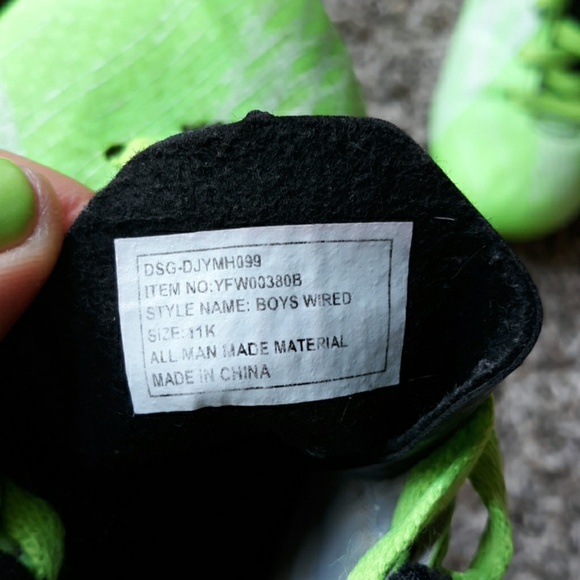 DSG-DJYMH099
ITEM NO:YFW00380B
STYLE NAME: BOYS WIRED
SIZE: 11K
ALL MAN MADE MATERIAL
MADE IN CHINA